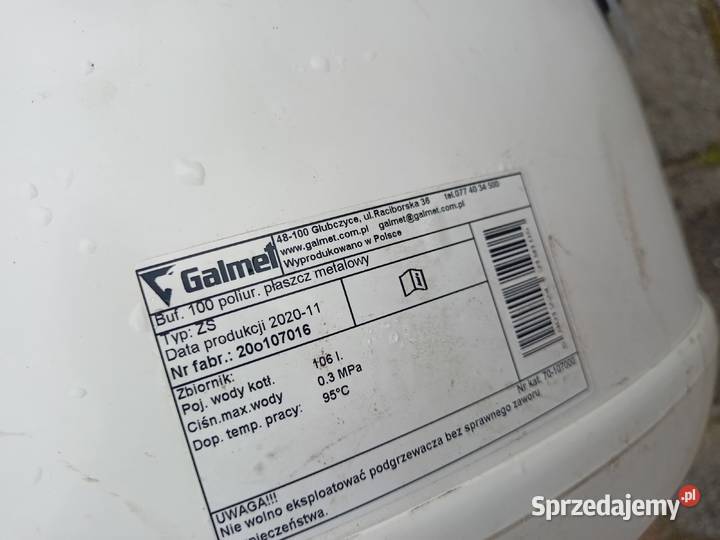 Galmet
48-100 Głubczyce, ul.Raciborska 36 tel.077 40 34 500
www.galmet.com.pl galmet@galmet.com.pl
Wyprodukowano w Polsce
Buf. 100 poliur. płaszcz metalowy
Typ: ZS
Data produkcji 2020-11
Nr fabr.: 20o107016
Zbiornik:
Poj. wody kotł. 106 l.
Ciśn.max.wody 0.3 MPa
Dop. temp. pracy: 95°C
Nr kat. 70-107000
UWAGA!!!
Nie wolno eksploatować podgrzewacza bez sprawnego zaworu
Sprzedajemy.pl